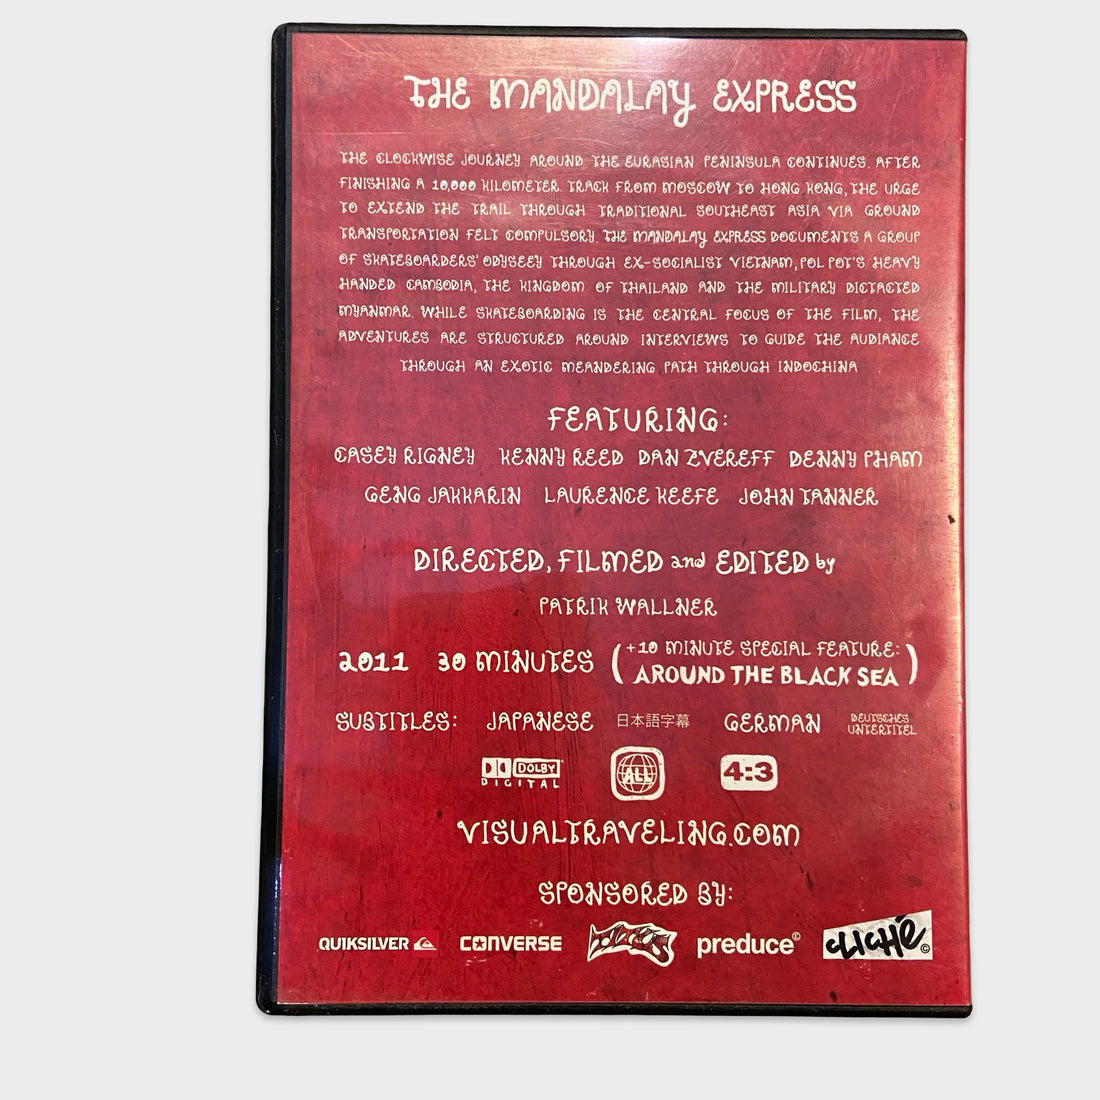 THE MANDALAY EXPRESS
THE CLOCKWISE JOURNEY AROUND THE EURASIAN PENINSULA CONTINUES. AFTER
FINISHING A 10,000 KILOMETER TRACK FROM MOSCOW TO HONG KONG, THE URGE
TO EXTEND THE TRAIL THROUGH TRADITIONAL SOUTHEAST ASIA VIA GROUND
TRANSPORTATION FELT COMPULSORY. THE MANDALAY EXPRESS DOCUMENTS A GROUP
OF SKATEBOARDERS' ODYSEEY THROUGH EX-SOCIALIST VIETNAM, POL POT'S HEAVY
HANDED CAMBODIA, THE KINGDOM OF THAILAND AND THE MILITARY DICTACTED
MYANMAR. WHILE SKATEBOARDING IS THE CENTRAL FOCUS OF THE FILM, THE
ADVENTURES ARE STRUCTURED AROUND INTERVIEWS TO GUIDE THE AUDIANCE
THROUGH AN EXOTIC MEANDERING PATH THROUGH INDOCHINA
FEATURING:
CASEY RIGNEY KENNY REED DAN ZVEREFF DENNY PHAM
GENG JAKKARIN LAURENCE KEEFE JOHN TANNER
DIRECTED, FILMED and EDITED by
PATRIK WALLNER
2011 30 MINUTES (+10 MINUTE SPECIAL FEATURE:
AROUND THE BLACK SEA)
SUBTITLES: JAPANESE 日本語字幕 GERMAN DEUTSCHES
UNTERTITEL
DOLBY
DIGITAL
ALL
4:3
VISUALTRAVELING.COM
SPONSORED BY:
QUIKSILVER CONVERSE preduce© CLICHÉ©